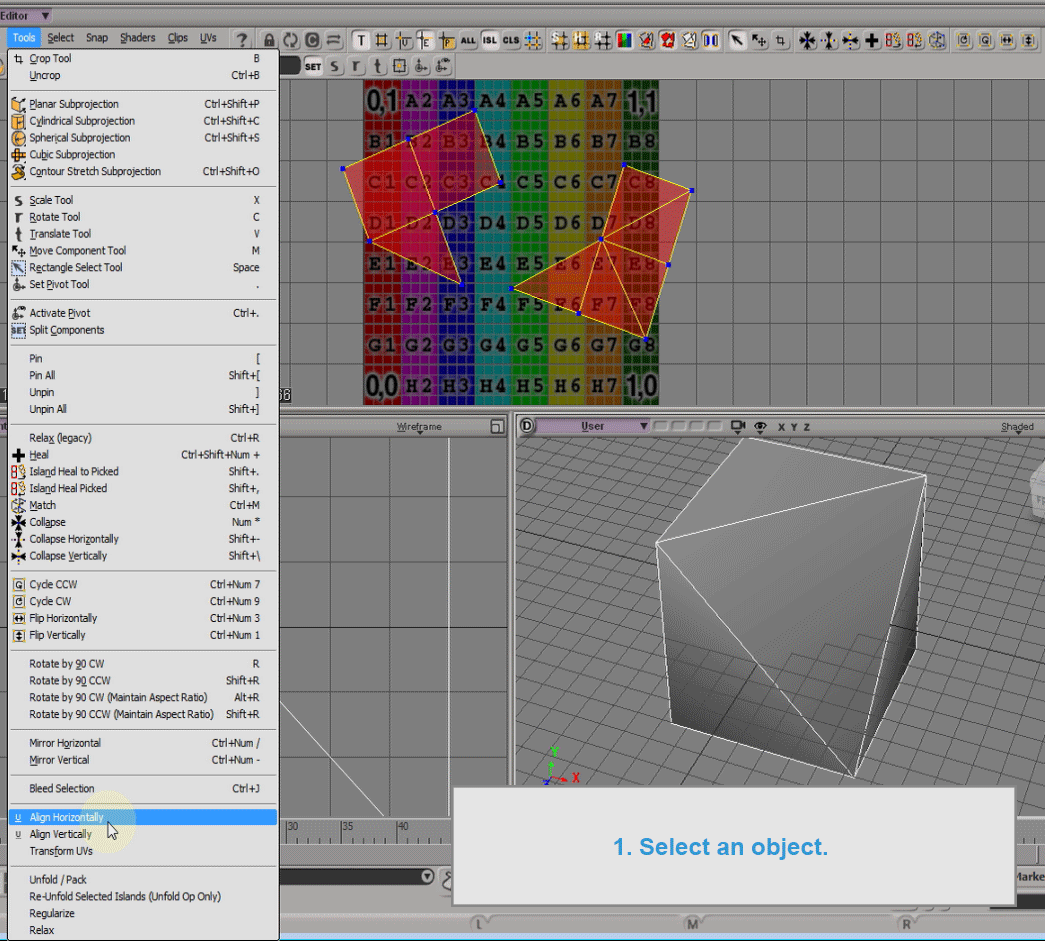 Editor
Tools Select Snap Shaders Clips UVs ? T U E F ALL ISL CLS
Crop Tool B
Uncrop Ctrl+B
SET s r t
Planar Subprojection Ctrl+Shift+P
Cylindrical Subprojection Ctrl+Shift+C
Spherical Subprojection Ctrl+Shift+S
Cubic Subprojection
Contour Stretch Subprojection Ctrl+Shift+O
Scale Tool X
Rotate Tool C
Translate Tool V
Move Component Tool M
Rectangle Select Tool Space
Set Pivot Tool .
Activate Pivot Ctrl+.
Split Components
Pin [
Pin All Shift+[
Unpin ]
Unpin All Shift+]
Relax (legacy) Ctrl+R
Heal Ctrl+Shift+Num +
Island Heal to Picked Shift+.
Island Heal Picked Shift+,
Match Ctrl+M
Collapse Num *
Collapse Horizontally Shift+-
Collapse Vertically Shift+\
Cycle CCW Ctrl+Num 7
Cycle CW Ctrl+Num 9
Flip Horizontally Ctrl+Num 3
Flip Vertically Ctrl+Num 1
Rotate by 90 CW R
Rotate by 90 CCW Shift+R
Rotate by 90 CW (Maintain Aspect Ratio) Alt+R
Rotate by 90 CCW (Maintain Aspect Ratio) Shift+R
Mirror Horizontal Ctrl+Num /
Mirror Vertical Ctrl+Num -
Bleed Selection Ctrl+J
U Align Horizontally
U Align Vertically
Transform UVs
Unfold / Pack
Re-Unfold Selected Islands (Unfold Op Only)
Regularize
Relax
0,1 A2 A3 A4 A5 A6 A7 1,1
B1 B2 B3 B4 B5 B6 B7 B8
C1 C2 C3 C4 C5 C6 C7 C8
D1 D2 D3 D4 D5 D6 D7 D8
E1 E2 E3 E4 E5 E6 E7 E8
F1 F2 F3 F4 F5 F6 F7 F8
G1 G2 G3 G4 G5 G6 G7 G8
0,0 H2 H3 H4 H5 H6 H7 1,0
Wireframe
D User X Y Z Shaded
Y
X
Z
30 35 40
1. Select an object.
Marke
L M R